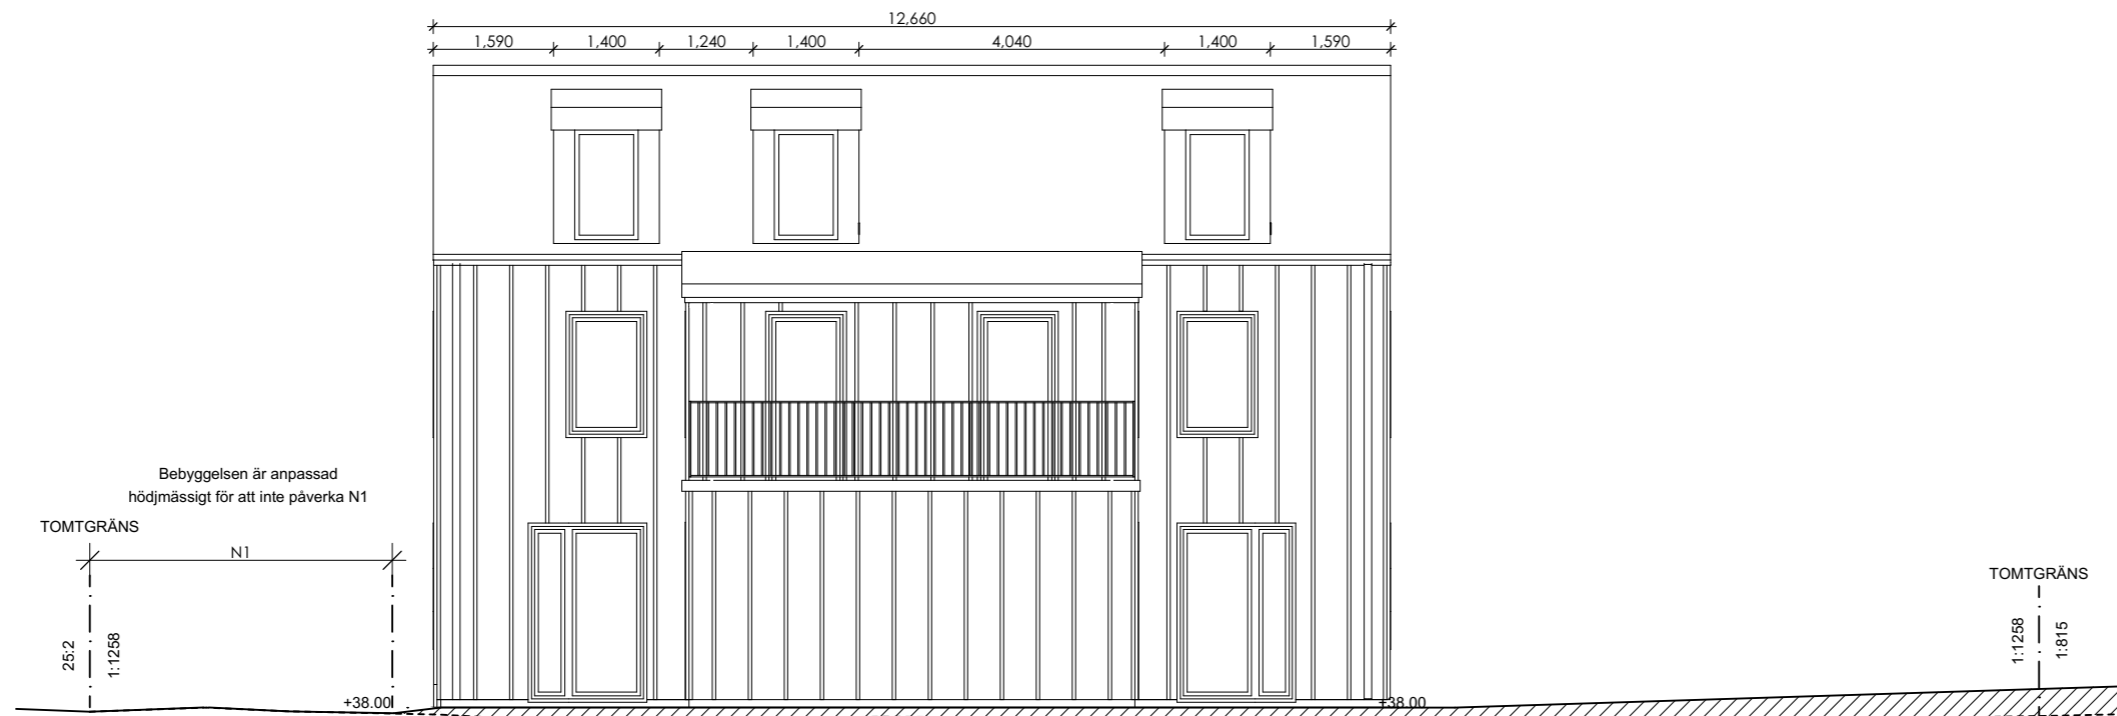 12,660
1,590 1,400 1,240 1,400 4,040 1,400 1,590
Bebyggelsen är anpassad
hödjmässigt för att inte påverka N1
TOMTGRÄNS
N1
TOMTGRÄNS
25:2
1:1258
1:1258
1:815
+38.00
+38.00